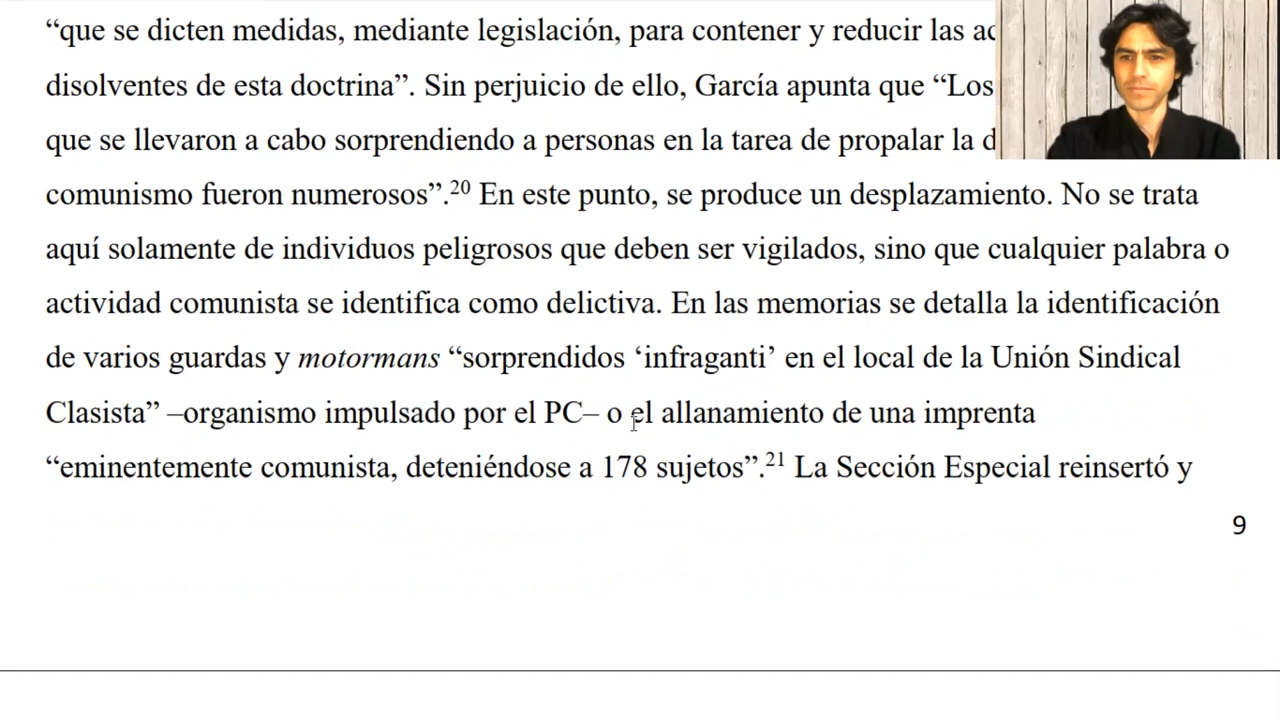 “que se dicten medidas, mediante legislación, para contener y reducir las
disolventes de esta doctrina”. Sin perjuicio de ello, García apunta que “Los
que se llevaron a cabo sorprendiendo a personas en la tarea de propalar la
comunismo fueron numerosos”.20 En este punto, se produce un desplazamiento. No se trata
aquí solamente de individuos peligrosos que deben ser vigilados, sino que cualquier palabra o
actividad comunista se identifica como delictiva. En las memorias se detalla la identificación
de varios guardas y motormans “sorprendidos ‘infraganti’ en el local de la Unión Sindical
Clasista” –organismo impulsado por el PC– o el allanamiento de una imprenta
“eminentemente comunista, deteniéndose a 178 sujetos”.21 La Sección Especial reinsertó y
9